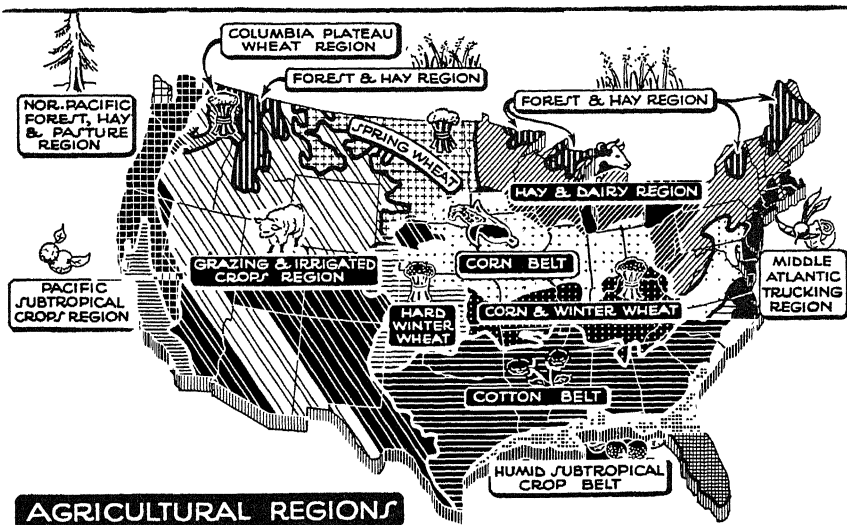 COLUMBIA PLATEAU
WHEAT REGION
FOREST & HAY REGION
FOREST & HAY REGION
NOR. PACIFIC
FOREST, HAY
& PASTURE
REGION
SPRING WHEAT
HAY & DAIRY REGION
GRAZING & IRRIGATED
CROPS REGION
CORN BELT
PACIFIC
SUBTROPICAL
CROPS REGION
MIDDLE
ATLANTIC
TRUCKING
REGION
HARD
WINTER
WHEAT
CORN & WINTER WHEAT
COTTON BELT
HUMID SUBTROPICAL
CROP BELT
AGRICULTURAL REGIONS